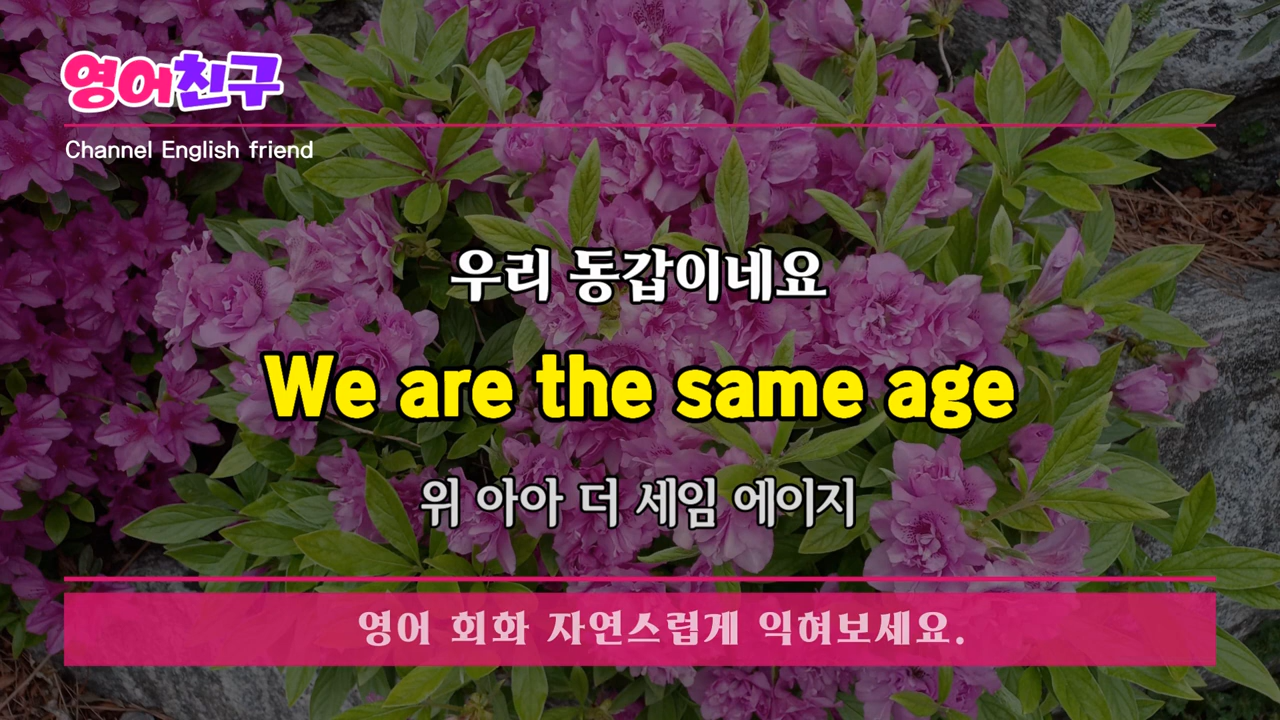 영어친구
Channel English friend
우리 동갑이네요
We are the same age
위 아아 더 세임 에이지
영어 회화 자연스럽게 익혀보세요.